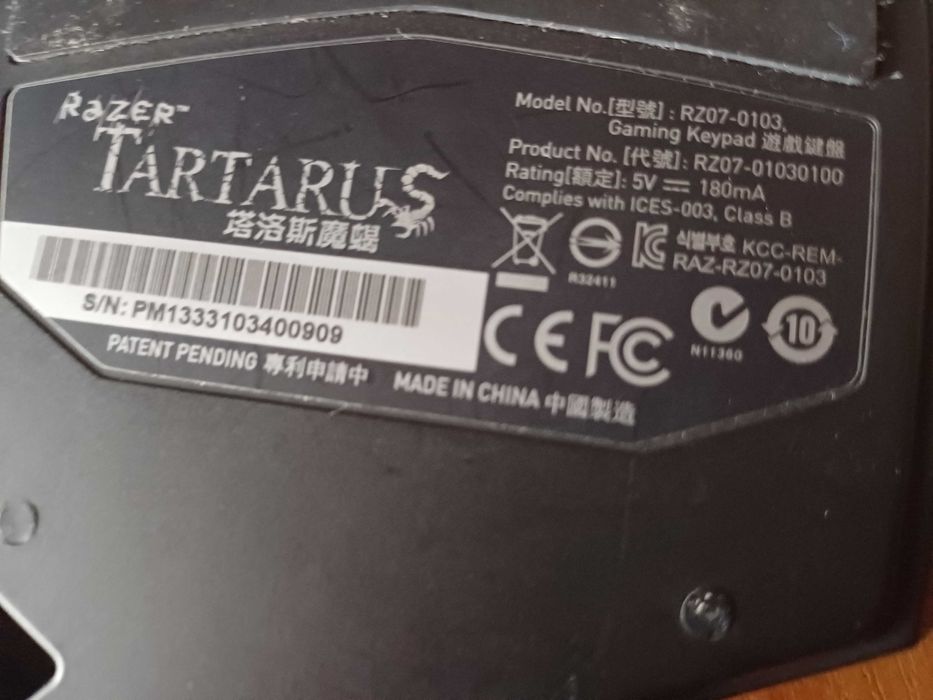 RAZER™
TARTARUS
塔洛斯魔蝎
S/N: PM1333103400909
PATENT PENDING 專利申請中
MADE IN CHINA 中國製造
Model No.[型號] : RZ07-0103,
Gaming Keypad 遊戲鍵盤
Product No. [代號]: RZ07-01030100
Rating[額定]: 5V ⎓ 180mA
Complies with ICES-003, Class B
R32411
식별부호 KCC-REM-
RAZ-RZ07-0103
CE FC
N11360
10